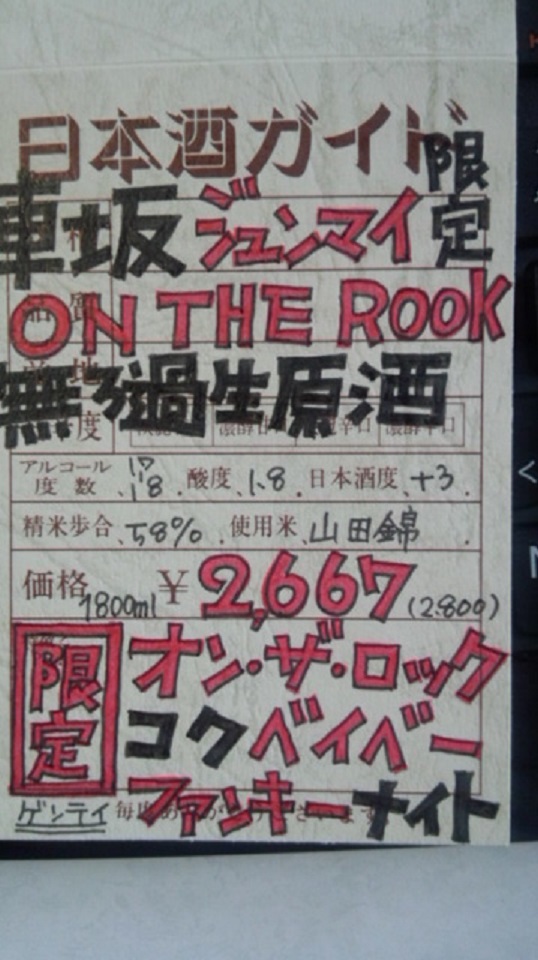 日本酒ガイド
限定
車坂 ジュンマイ
ON THE ROOK
無ろ過生原酒
アルコール度数 17 18 酸度 1.8 日本酒度 +3
精米歩合 58% 使用米 山田錦
価格 1800ml ¥2,667 (2.800)
限定
オン・ザ・ロック
コクベイベー
ファンキーナイト
ゲンテイ